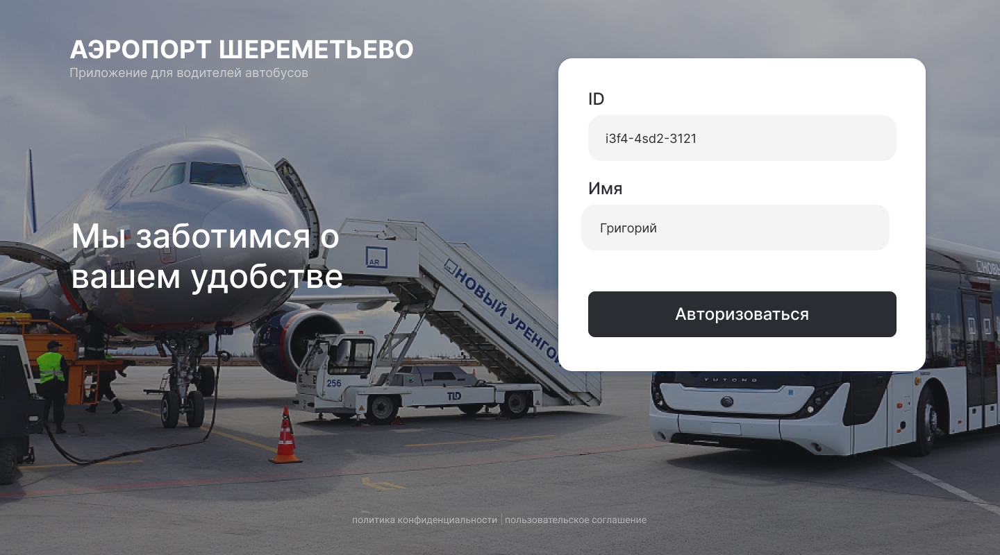 АЭРОПОРТ ШЕРЕМЕТЬЕВО
Приложение для водителей автобусов
Мы заботимся о
вашем удобстве
ID
i3f4-4sd2-3121
Имя
Григорий
Авторизоваться
AR
НОВЫЙ УРЕНГОЙ
256
TLD
YUTONG
политика конфиденциальности | пользовательское соглашение